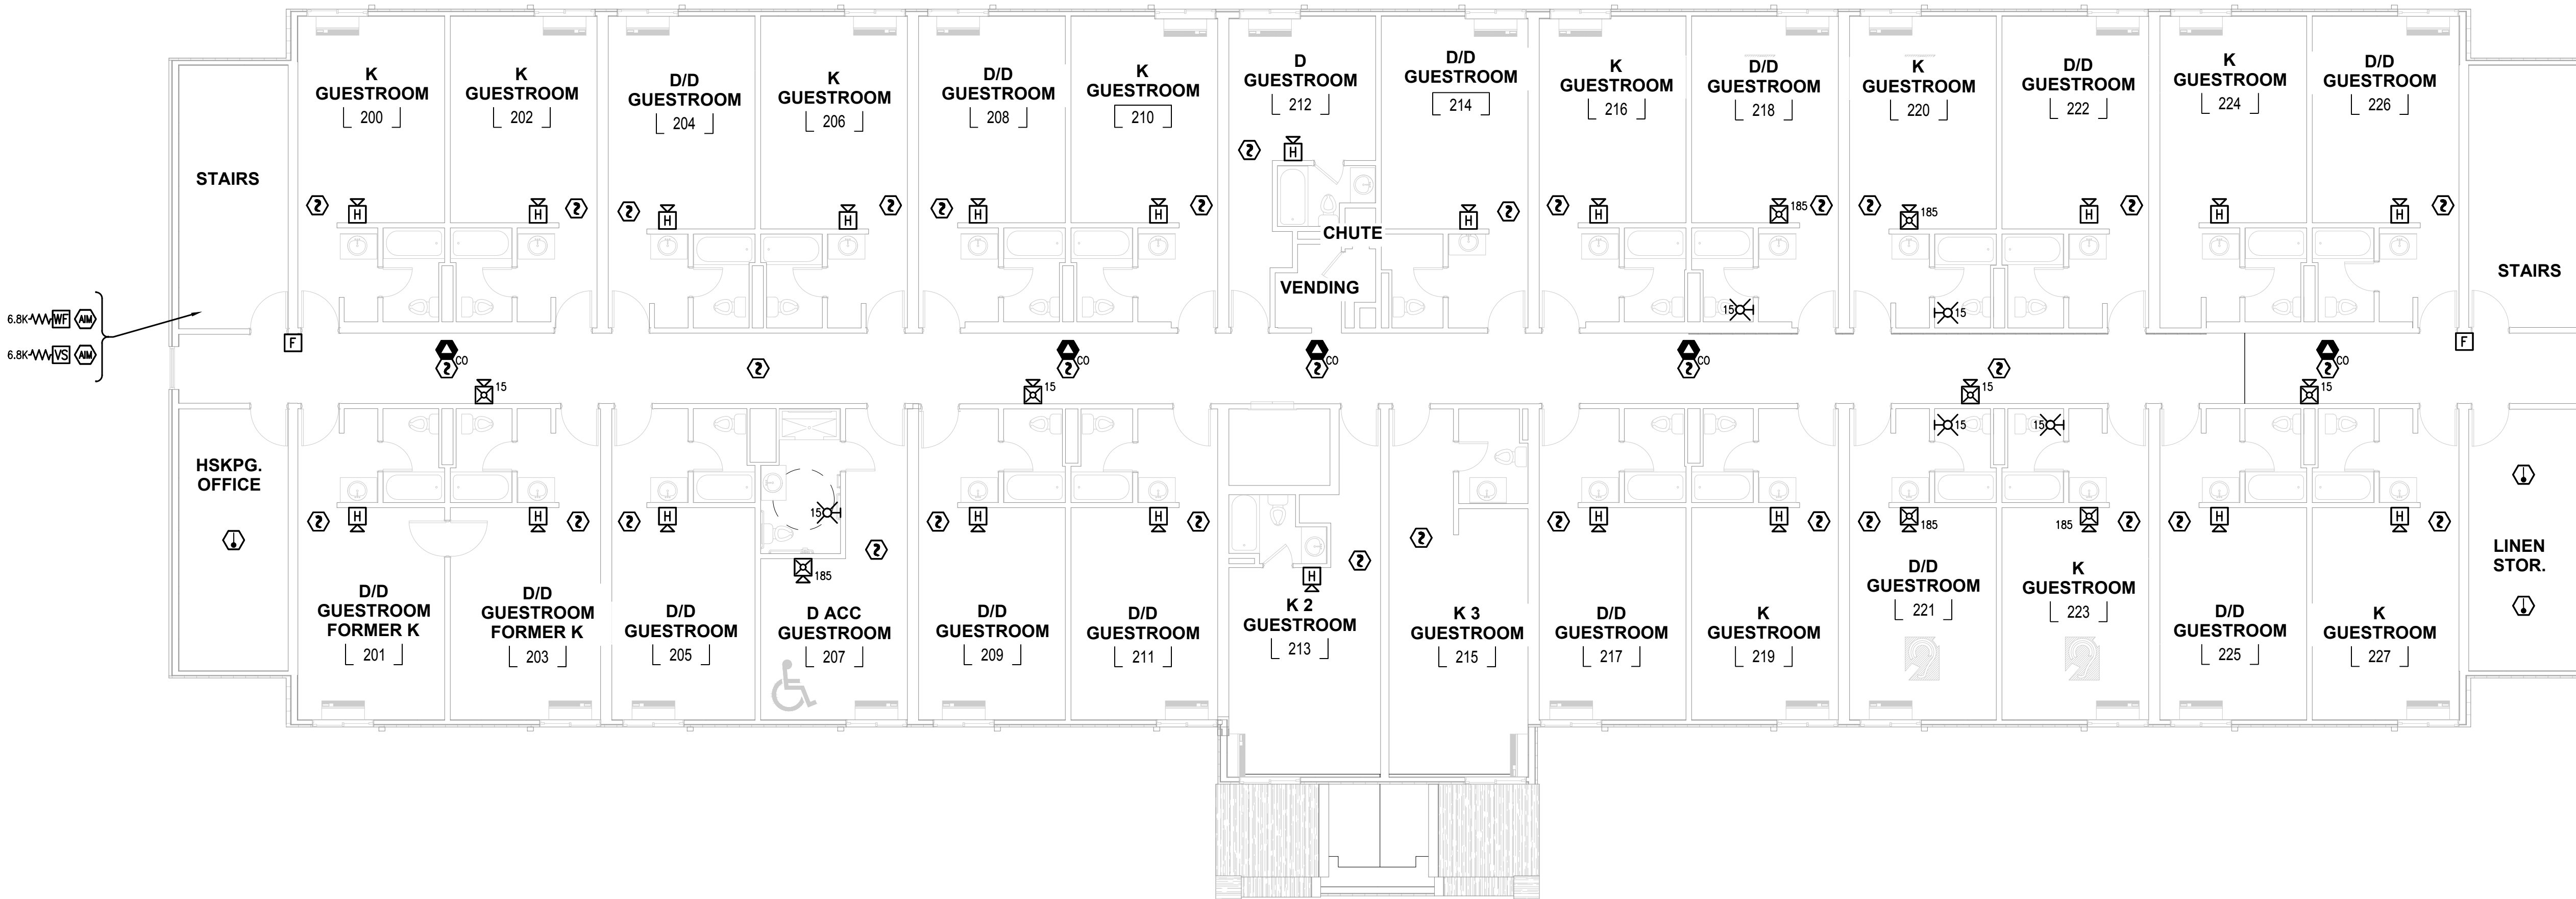 K
GUESTROOM
200
K
GUESTROOM
202
D/D
GUESTROOM
204
K
GUESTROOM
206
D/D
GUESTROOM
208
K
GUESTROOM
210
D
GUESTROOM
212
D/D
GUESTROOM
214
K
GUESTROOM
216
D/D
GUESTROOM
218
K
GUESTROOM
220
D/D
GUESTROOM
222
K
GUESTROOM
224
D/D
GUESTROOM
226
STAIRS
H
H
H
H
H
H
H
H
H
185
185
H
H
H
CHUTE
VENDING
STAIRS
15
15
6.8K WF AIM
6.8K VS AIM
F
F
CO
CO
CO
CO
CO
15
15
15
15
15
15
HSKPG.
OFFICE
15
H
H
H
H
H
H
H
185
185
H
H
185
H
D/D
GUESTROOM
FORMER K
201
D/D
GUESTROOM
FORMER K
203
D/D
GUESTROOM
205
D ACC
GUESTROOM
207
D/D
GUESTROOM
209
D/D
GUESTROOM
211
K 2
GUESTROOM
213
K 3
GUESTROOM
215
D/D
GUESTROOM
217
K
GUESTROOM
219
D/D
GUESTROOM
221
K
GUESTROOM
223
D/D
GUESTROOM
225
K
GUESTROOM
227
LINEN
STOR.